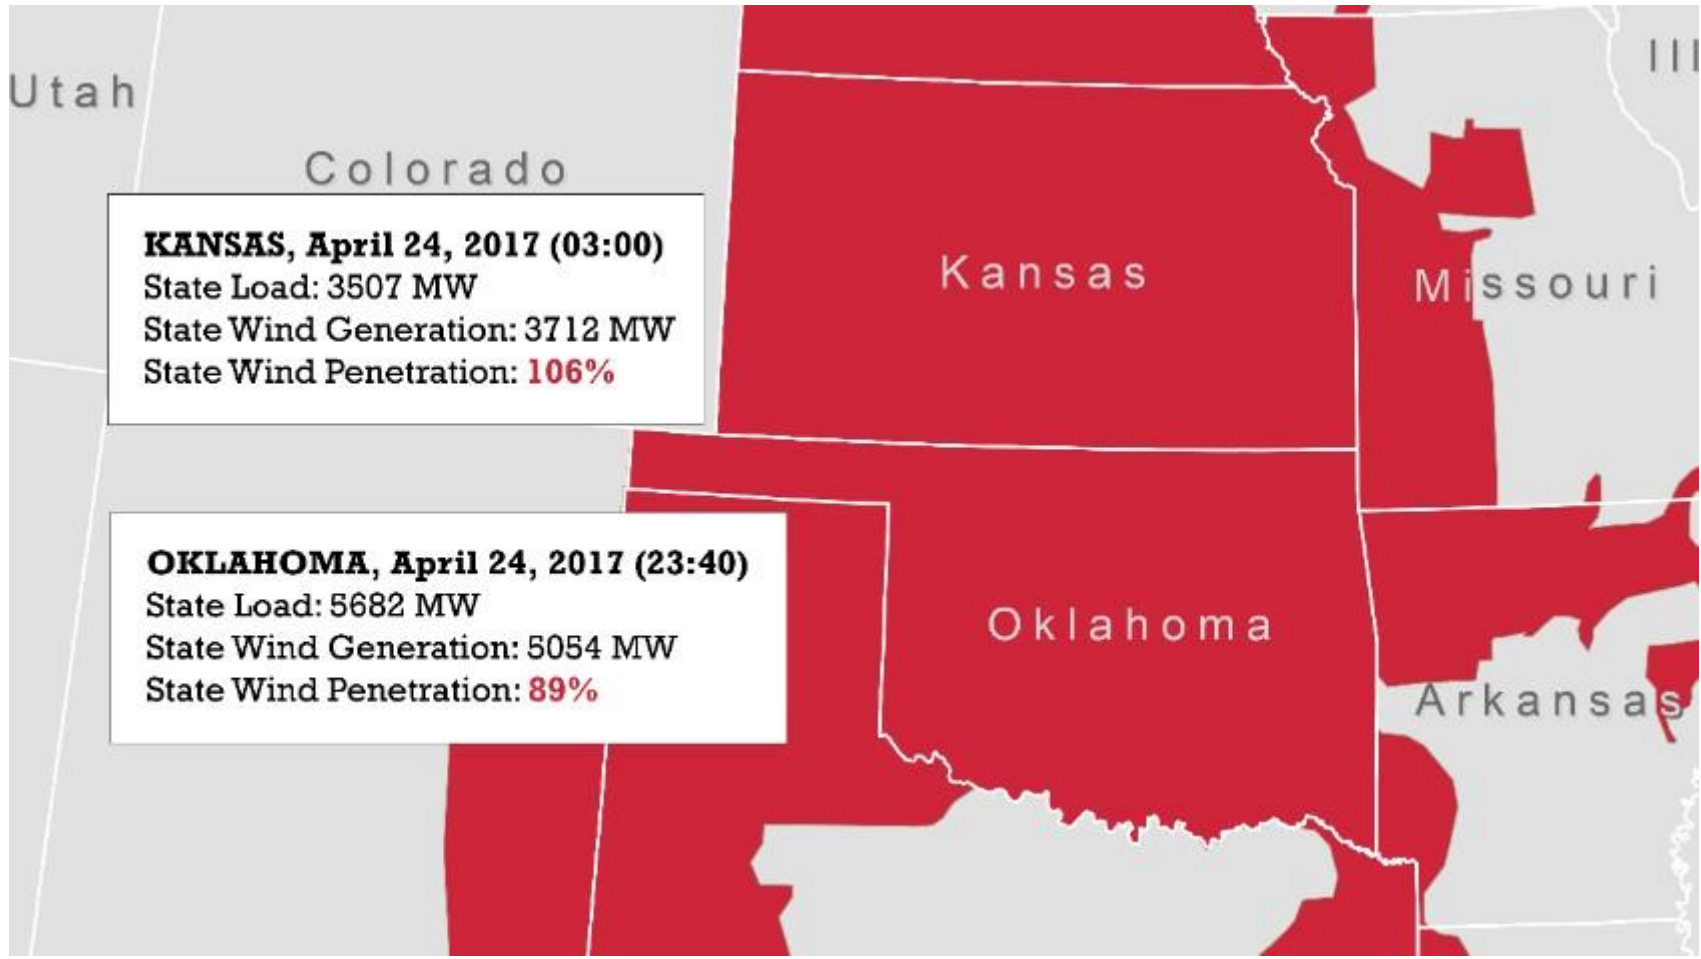 Utah
Ill
Colorado
KANSAS, April 24, 2017 (03:00)
State Load: 3507 MW
State Wind Generation: 3712 MW
State Wind Penetration: 106%
Kansas
Missouri
OKLAHOMA, April 24, 2017 (23:40)
State Load: 5682 MW
State Wind Generation: 5054 MW
State Wind Penetration: 89%
Oklahoma
Arkansas